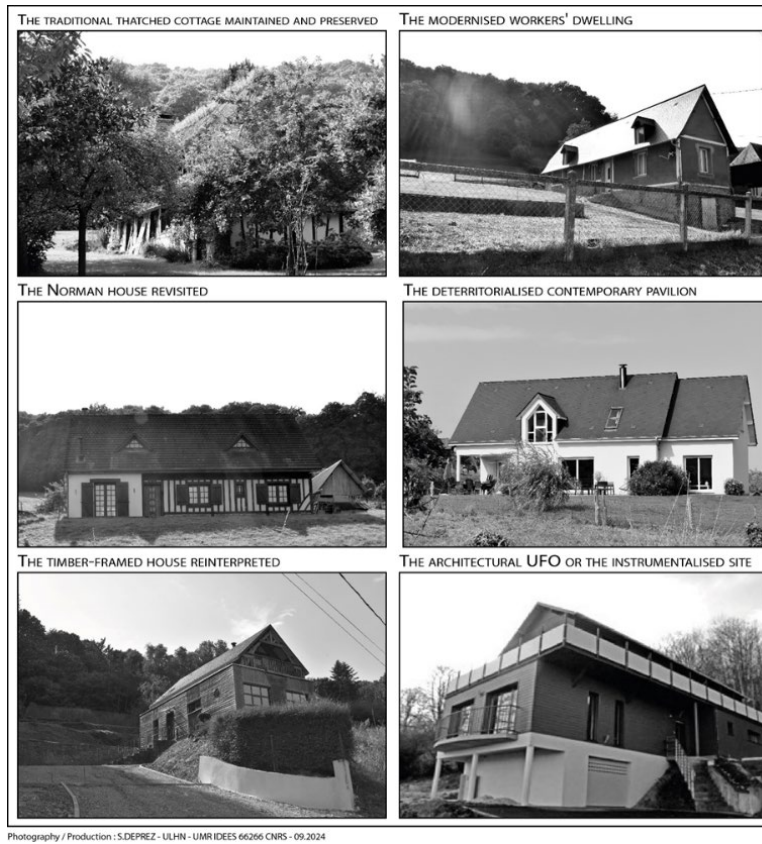 The traditional thatched cottage maintained and preserved
The modernised workers' dwelling
The Norman house revisited
The deterritorialised contemporary pavilion
The timber-framed house reinterpreted
The architectural UFO or the instrumentalised site
Photography / Production : S.DEPREZ - ULHN - UMR IDEES 66266 CNRS - 09.2024